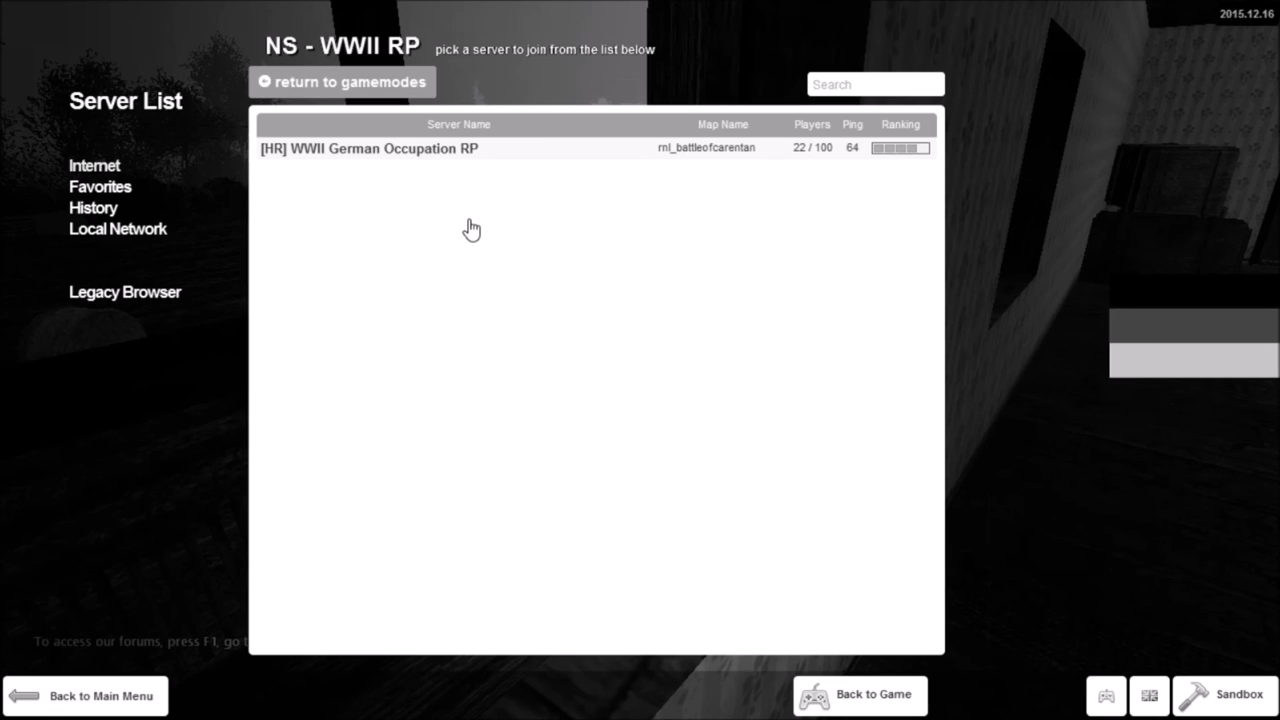 2015.12.16
NS - WWII RP pick a server to join from the list below
return to gamemodes
Search
Server List
Internet
Favorites
History
Local Network
Legacy Browser
Server Name Map Name Players Ping Ranking
[HR] WWII German Occupation RP rnl_battleofcarentan 22 / 100 64
To access our forums, press F1, go t
Back to Main Menu
Back to Game
Sandbox